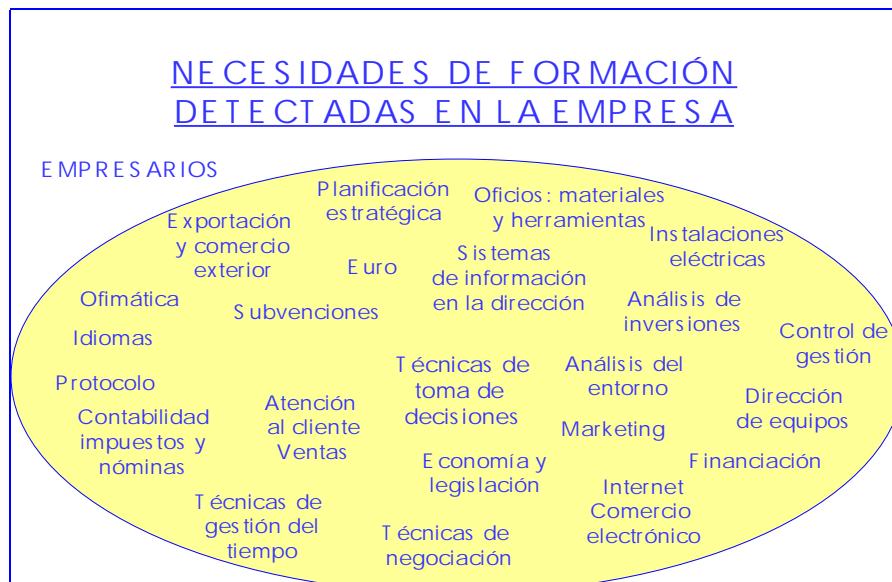 NECESIDADES DE FORMACIÓN
DETECTADAS EN LA EMPRESA
EMPRESARIOS
Planificación
estratégica
Oficios: materiales
y herramientas
Exportación
y comercio
exterior
Instalaciones
eléctricas
Euro
Sistemas
de información
en la dirección
Ofimática
Subvenciones
Análisis de
inversiones
Idiomas
Control de
gestión
Protocolo
Técnicas de
toma de
decisiones
Análisis del
entorno
Dirección
de equipos
Contabilidad
impuestos y
nóminas
Atención
al cliente
Ventas
Marketing
Economía y
legislación
Financiación
Internet
Comercio
electrónico
Técnicas de
gestión del
tiempo
Técnicas de
negociación